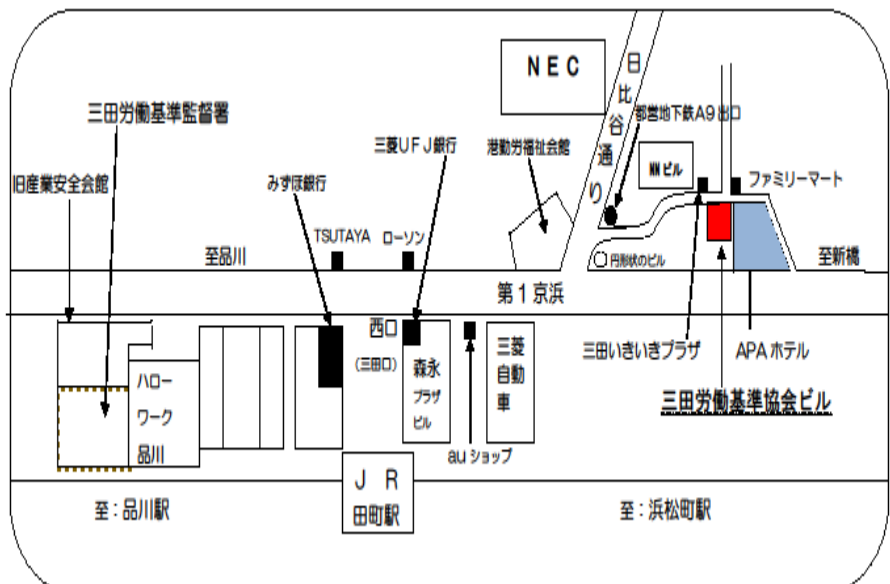 NEC
日比谷通り
三田労働基準監督署
都営地下鉄A9出口
三菱UFJ銀行
港勤労福祉会館
旧産業安全会館
みずほ銀行
NNビル
ファミリーマート
TSUTAYA
ローソン
至品川
円形状のビル
至新橋
第1京浜
西口
(三田口)
三田いきいきプラザ
APAホテル
ハロー
ワーク
品川
森永
プラザ
ビル
三菱
自動
車
三田労働基準協会ビル
auショップ
JR
田町駅
至:品川駅
至:浜松町駅